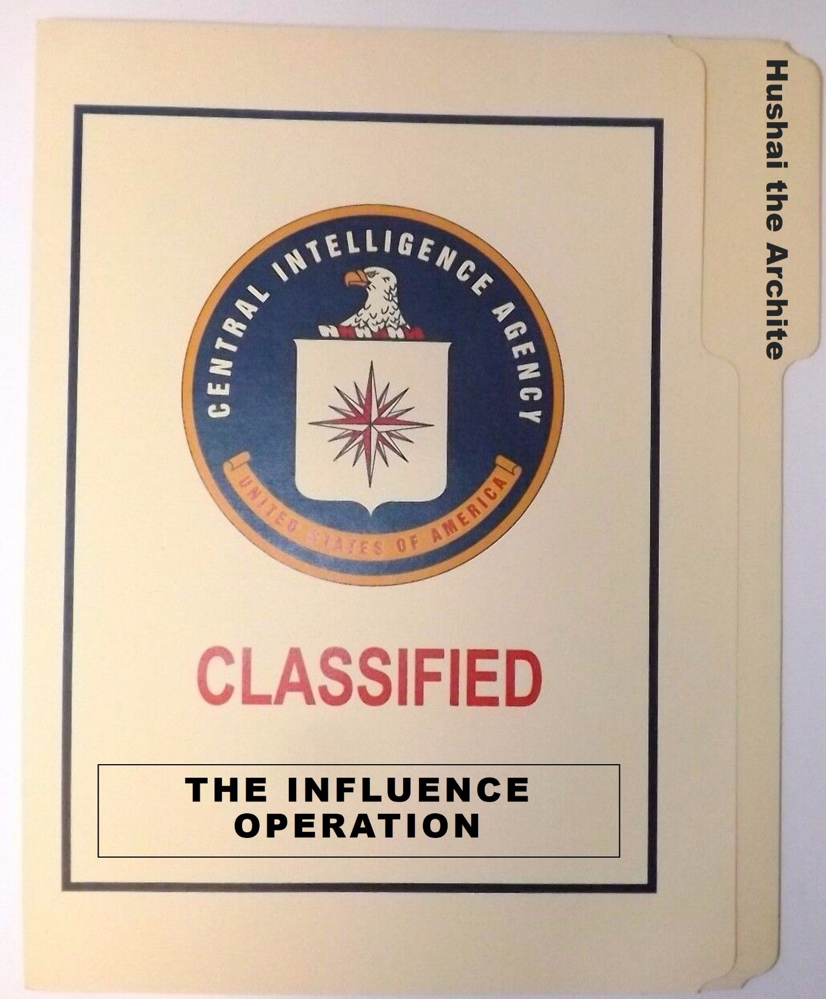 Hushai the Archite
CENTRAL INTELLIGENCE AGENCY
UNITED STATES OF AMERICA
CLASSIFIED
THE INFLUENCE
OPERATION